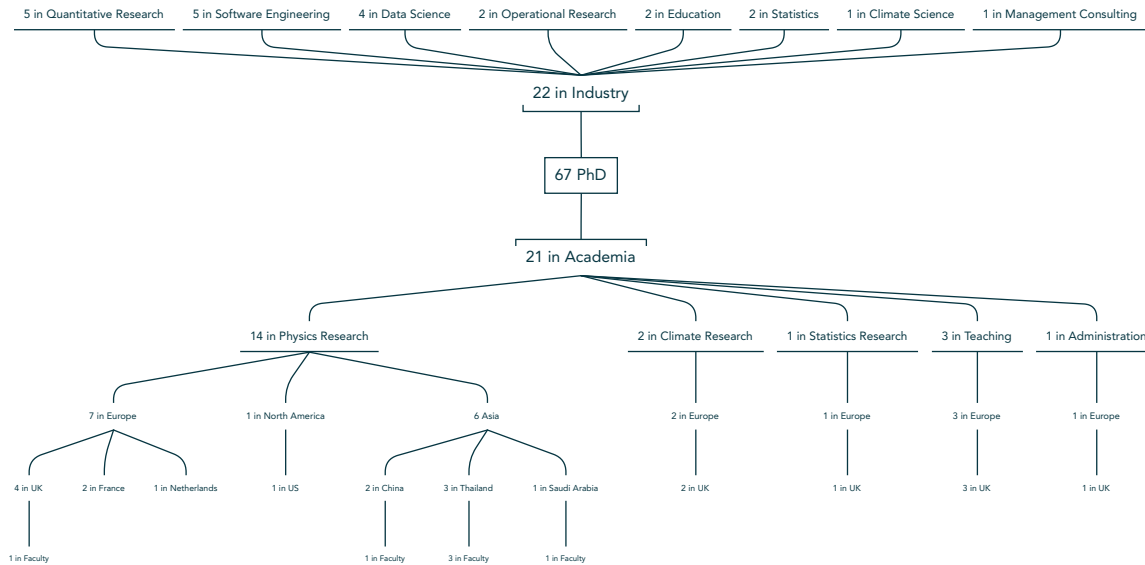 5 in Quantitative Research
5 in Software Engineering
4 in Data Science
2 in Operational Research
2 in Education
2 in Statistics
1 in Climate Science
1 in Management Consulting
22 in Industry
67 PhD
21 in Academia
14 in Physics Research
2 in Climate Research
1 in Statistics Research
3 in Teaching
1 in Administration
7 in Europe
1 in North America
6 Asia
2 in Europe
1 in Europe
3 in Europe
1 in Europe
4 in UK
2 in France
1 in Netherlands
1 in US
2 in China
3 in Thailand
1 in Saudi Arabia
2 in UK
1 in UK
3 in UK
1 in UK
1 in Faculty
1 in Faculty
3 in Faculty
1 in Faculty